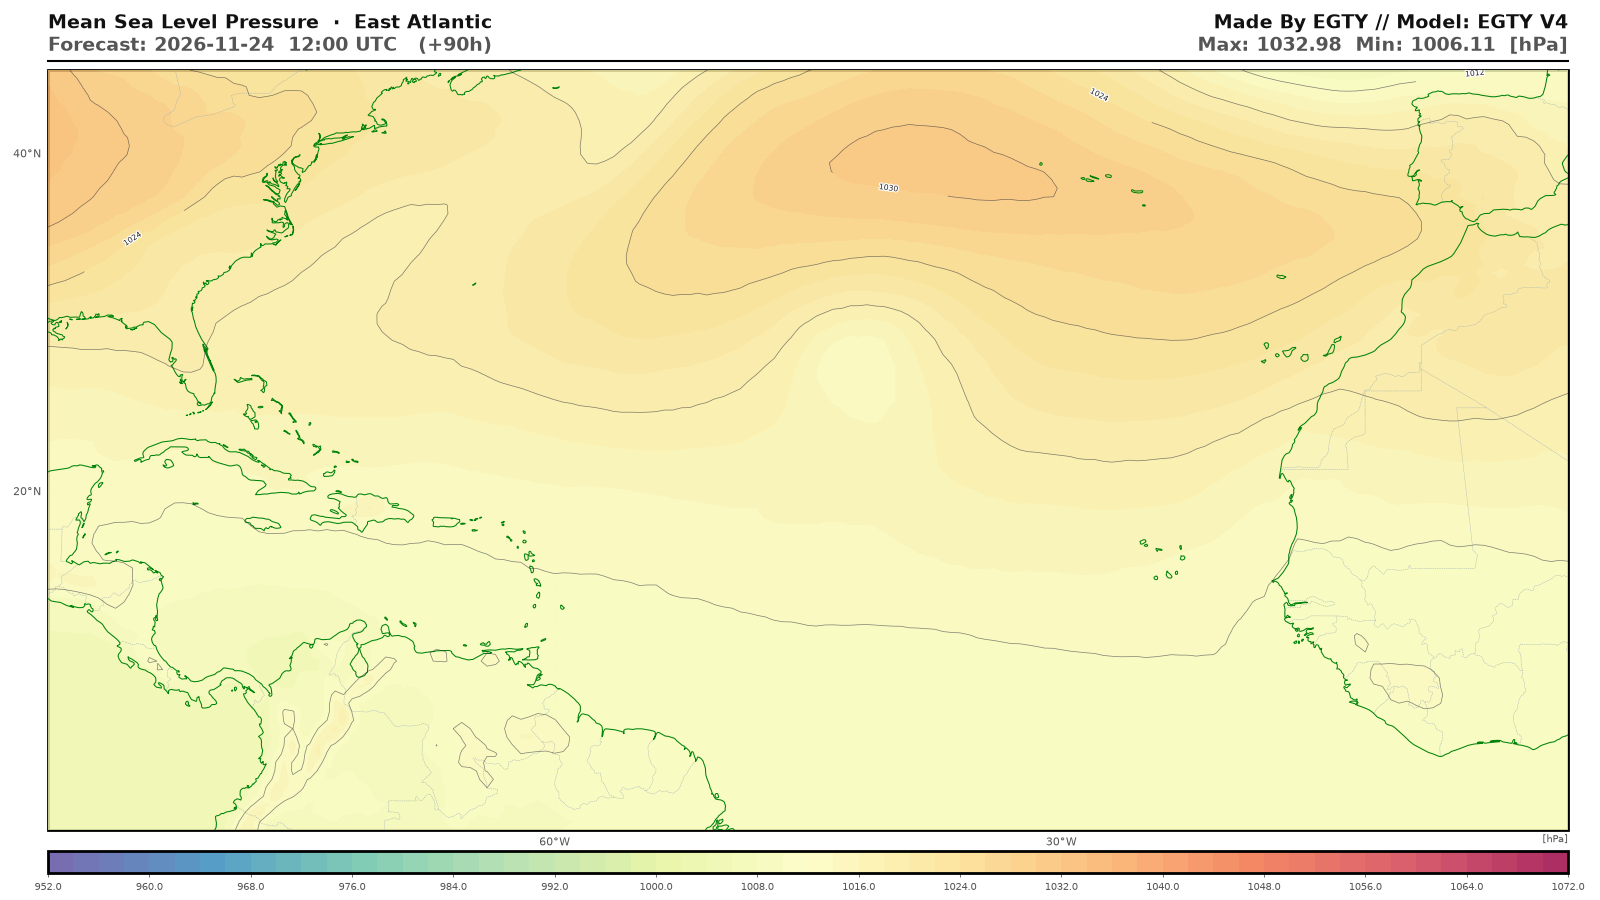 Mean Sea Level Pressure · East Atlantic
Made By EGTY // Model: EGTY V4
Forecast: 2026-11-24 12:00 UTC (+90h)
Max: 1032.98 Min: 1006.11 [hPa]
1012
1024
40°N
1030
1024
20°N
60°W
30°W
[hPa]
952.0 960.0 968.0 976.0 984.0 992.0 1000.0 1008.0 1016.0 1024.0 1032.0 1040.0 1048.0 1056.0 1064.0 1072.0